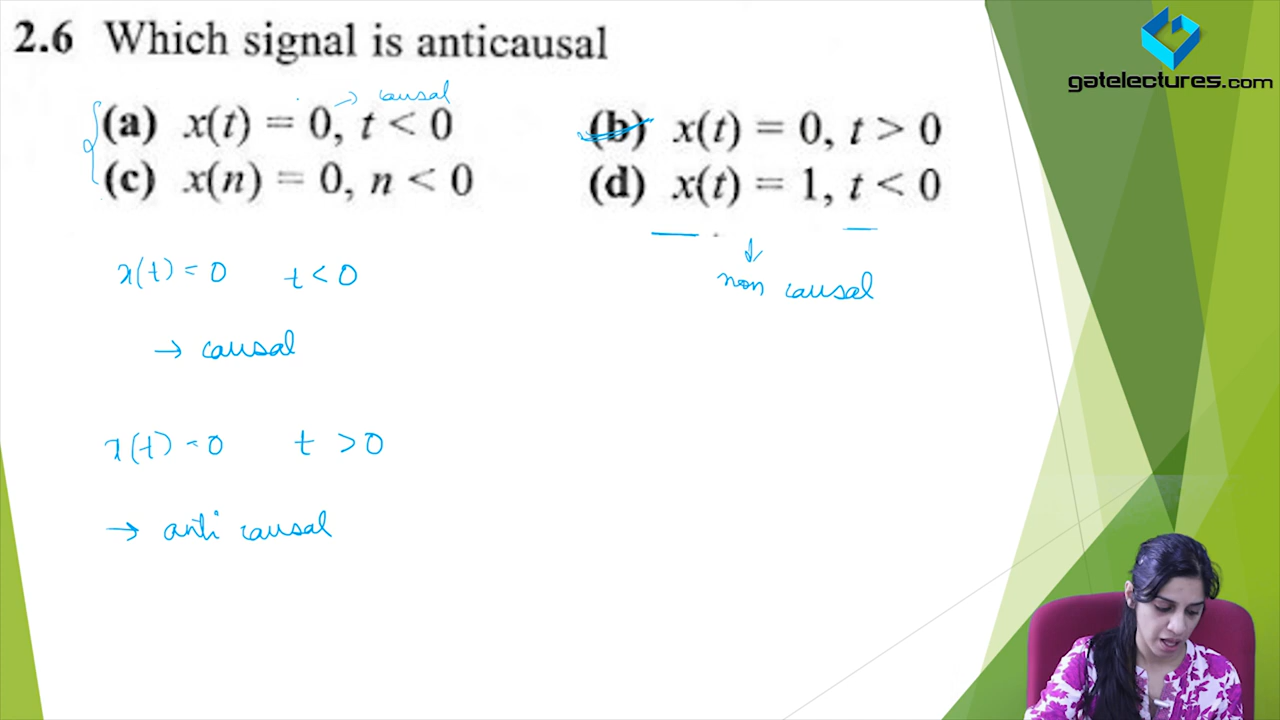 2.6 Which signal is anticausal
gatelectures.com
→ causal
(a) x(t) = 0, t < 0
(b) x(t) = 0, t > 0
(c) x(n) = 0, n < 0
(d) x(t) = 1, t < 0
x(t) = 0 t < 0
non causal
→ causal
x(t) = 0 t > 0
→ anti causal